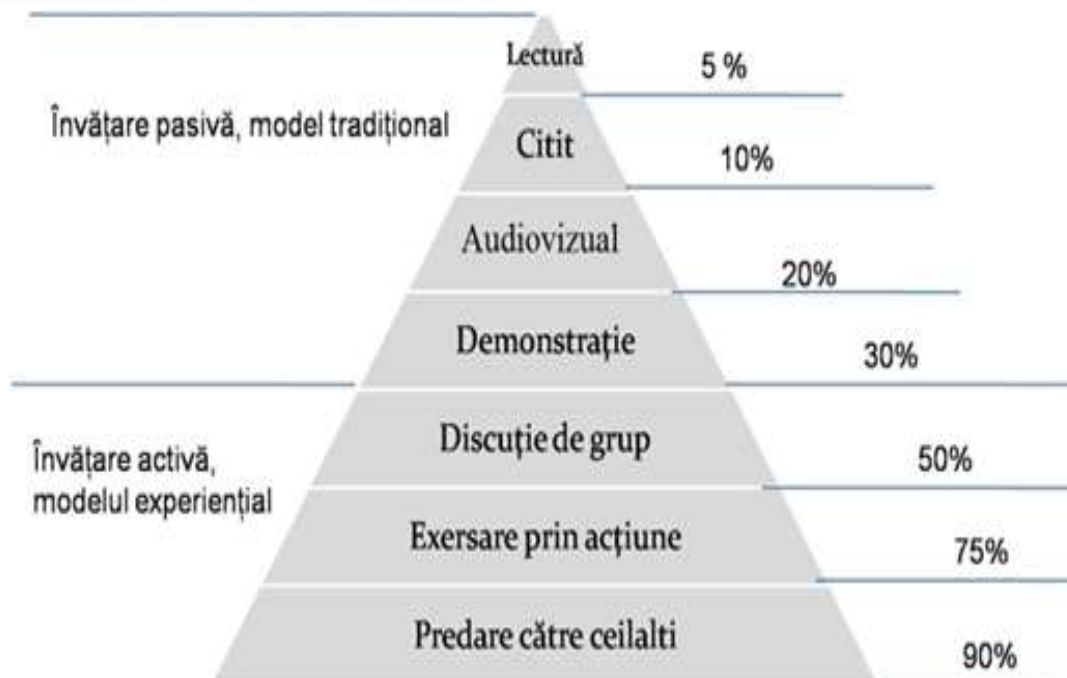 Lectură
5 %
Învățare pasivă, model tradițional
Citit
10%
Audiovizual
20%
Demonstrație
30%
Învățare activă,
modelul experiențial
Discuție de grup
50%
Exersare prin acțiune
75%
Predare către ceilalti
90%